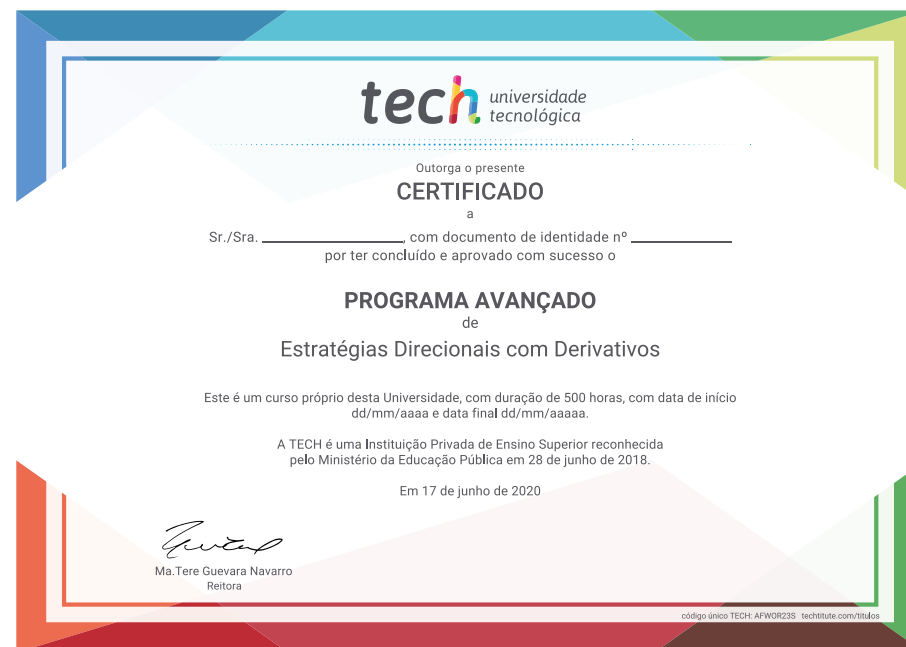 tech universidade
tecnológica
Outorga o presente
CERTIFICADO
a
Sr./Sra. ____________, com documento de identidade nº ____________
por ter concluído e aprovado com sucesso o
PROGRAMA AVANÇADO
de
Estratégias Direcionais com Derivativos
Este é um curso próprio desta Universidade, com duração de 500 horas, com data de início
dd/mm/aaaa e data final dd/mm/aaaaa.
A TECH é uma Instituição Privada de Ensino Superior reconhecida
pelo Ministério da Educação Pública em 28 de junho de 2018.
Em 17 de junho de 2020
Ma.Tere Guevara Navarro
Reitora
código único TECH: AFWOR23S techtitute.com/titulos